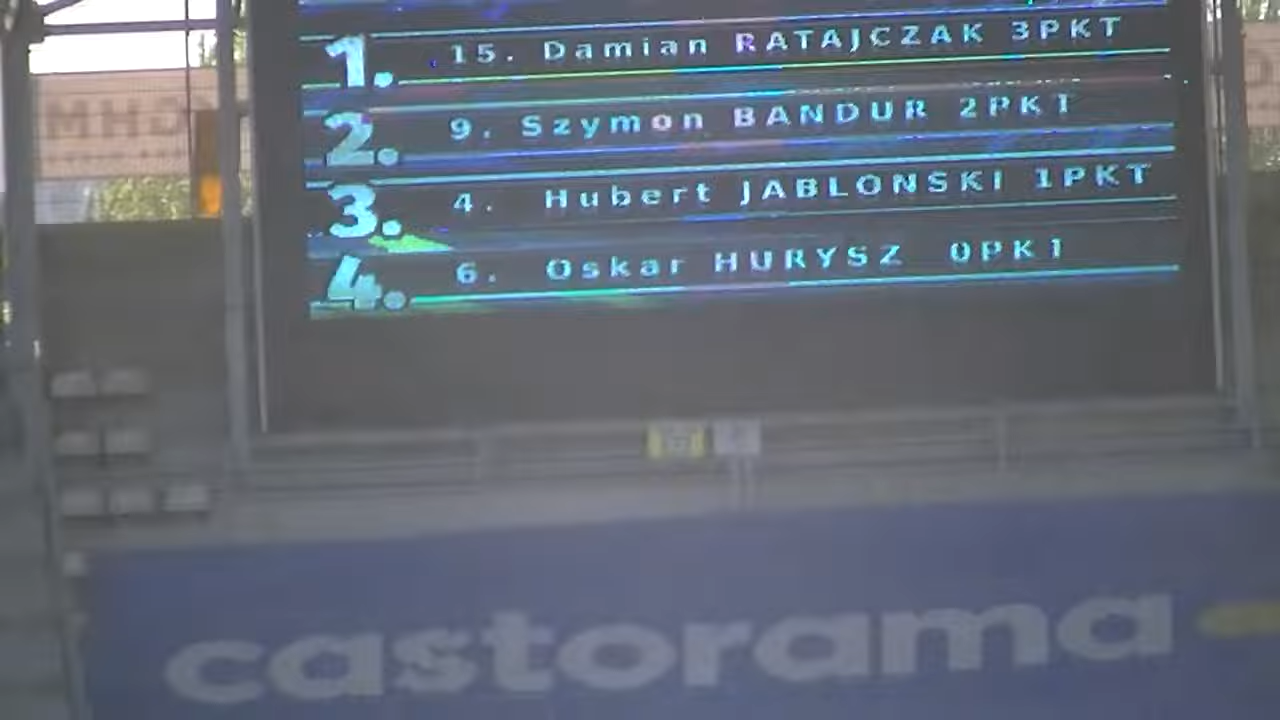 1. 15. Damian RATAJCZAK 3PKT
2. 9. Szymon BANDUR 2PKT
3. 4. Hubert JABLONSKI 1PKT
4. 6. Oskar HURYSZ 0PKT
castorama